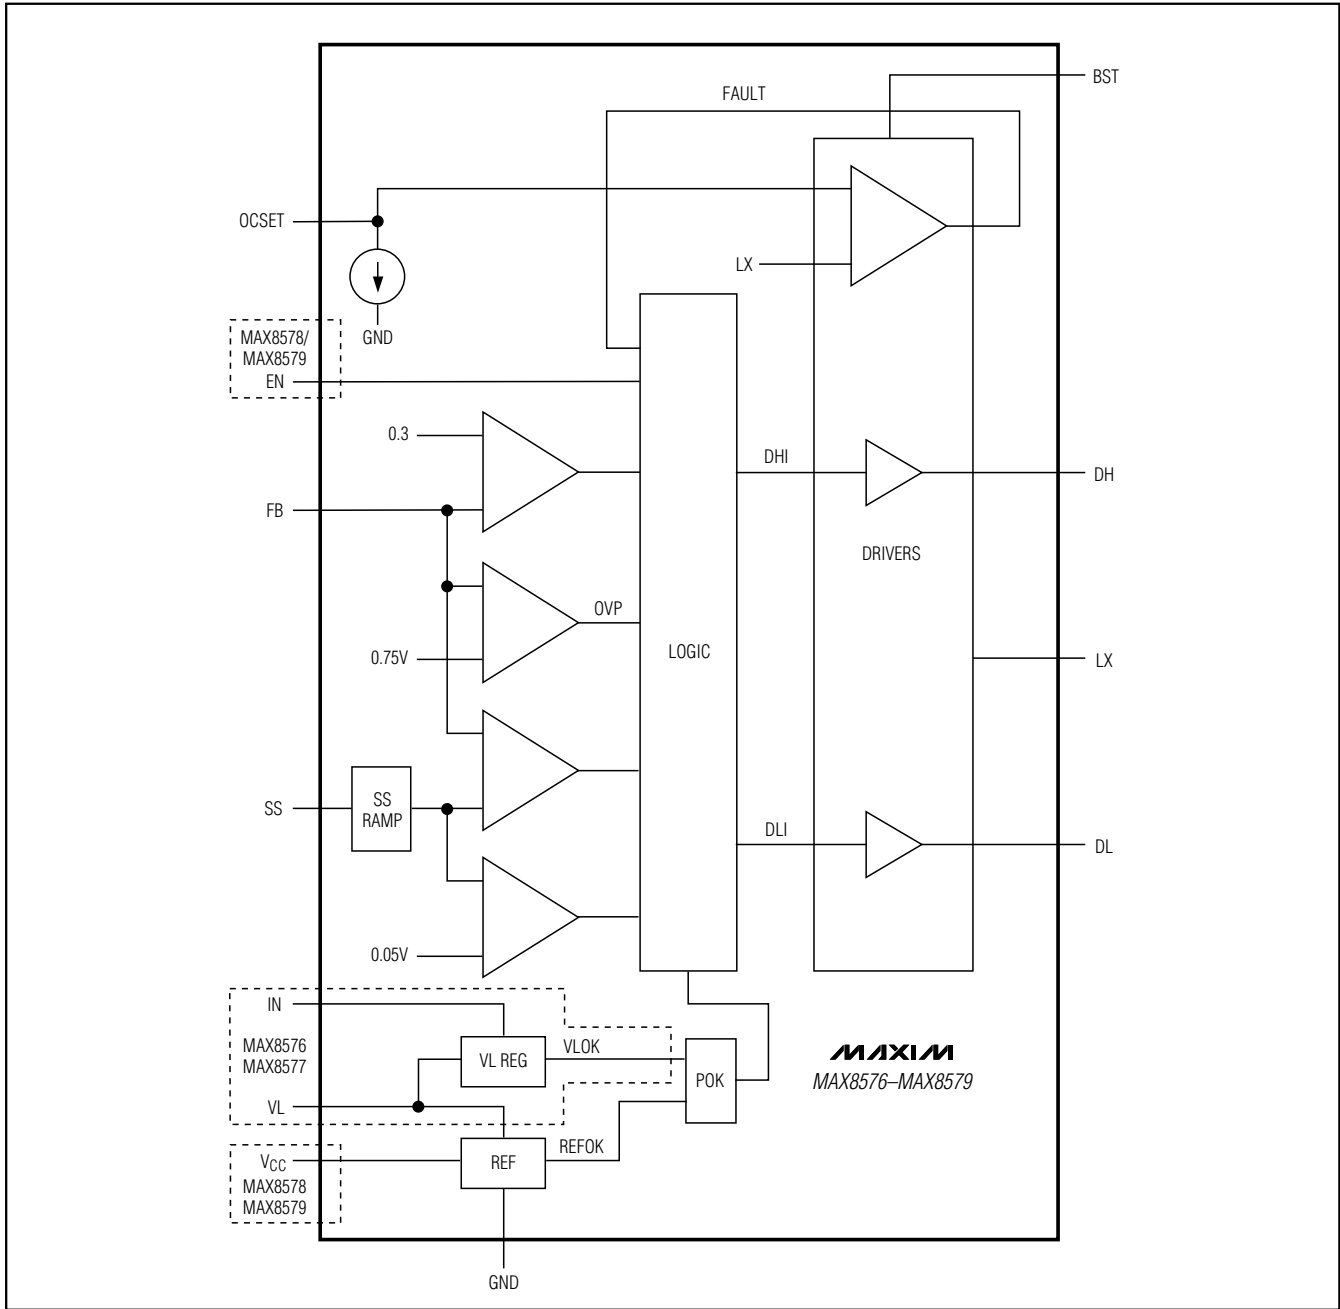 BST
FAULT
OCSET
LX
GND
MAX8578/
MAX8579
EN
0.3
DHI
DH
FB
DRIVERS
OVP
0.75V
LOGIC
LX
SS
SS
RAMP
DLI
DL
0.05V
IN
MAX8576
MAX8577
VL REG
VLOK
POK
MAXIM
MAX8576–MAX8579
VL
VCC
MAX8578
MAX8579
REF
REFOK
GND